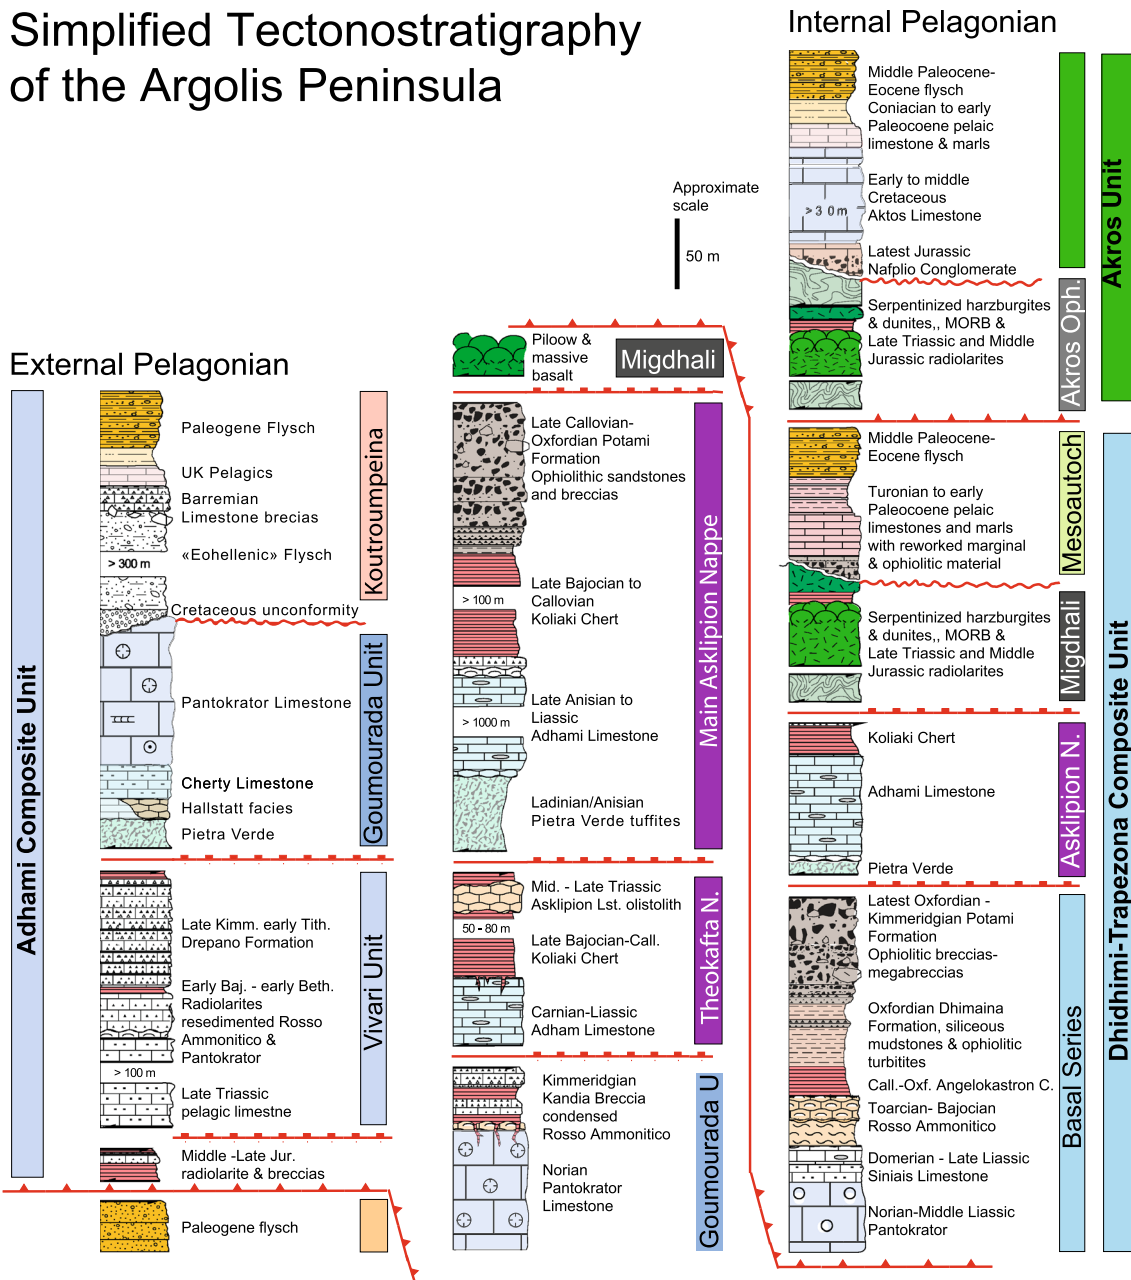 Simplified Tectonostratigraphy
of the Argolis Peninsula
Approximate
scale
50 m
External Pelagonian
Adhami Composite Unit
Paleogene Flysch
UK Pelagics
Barremian
Limestone brecias
«Eohellenic» Flysch
> 300 m
Cretaceous unconformity
Koutroumpeina
Pantokrator Limestone
Cherty Limestone
Hallstatt facies
Pietra Verde
Goumourada Unit
Late Kimm. early Tith.
Drepano Formation
Early Baj. - early Beth.
Radiolarites
resedimented Rosso
Ammonitico &
Pantokrator
> 100 m
Late Triassic
pelagic limestne
Vivari Unit
Middle -Late Jur.
radiolarite & breccias
Paleogene flysch
Piloow &
massive
basalt
Migdhali
Late Callovian-
Oxfordian Potami
Formation
Ophiolithic sandstones
and breccias
Late Bajocian to
Callovian
Koliaki Chert
> 100 m
Late Anisian to
Liassic
Adhami Limestone
> 1000 m
Ladinian/Anisian
Pietra Verde tuffites
Main Asklipion Nappe
Mid. - Late Triassic
Asklipion Lst. olistolith
50 - 80 m
Late Bajocian-Call.
Koliaki Chert
Carnian-Liassic
Adham Limestone
Theokafta N.
Kimmeridgian
Kandia Breccia
condensed
Rosso Ammonitico
Norian
Pantokrator
Limestone
Goumourada U
Internal Pelagonian
Middle Paleocene-
Eocene flysch
Coniacian to early
Paleocoene pelaic
limestone & marls
Early to middle
Cretaceous
Aktos Limestone
> 3 0 m
Latest Jurassic
Nafplio Conglomerate
Akros Unit
Serpentinized harzburgites
& dunites,, MORB &
Late Triassic and Middle
Jurassic radiolarites
Akros Oph.
Middle Paleocene-
Eocene flysch
Turonian to early
Paleocoene pelaic
limestones and marls
with reworked marginal
& ophiolitic material
Mesoautoch
Serpentinized harzburgites
& dunites,, MORB &
Late Triassic and Middle
Jurassic radiolarites
Migdhali
Koliaki Chert
Adhami Limestone
Pietra Verde
Asklipion N.
Latest Oxfordian -
Kimmeridgian Potami
Formation
Ophiolitic breccias-
megabreccias
Oxfordian Dhimaina
Formation, siliceous
mudstones & ophiolitic
turbitites
Call.-Oxf. Angelokastron C.
Toarcian- Bajocian
Rosso Ammonitico
Domerian - Late Liassic
Siniais Limestone
Norian-Middle Liassic
Pantokrator
Basal Series
Dhidhimi-Trapezona Composite Unit